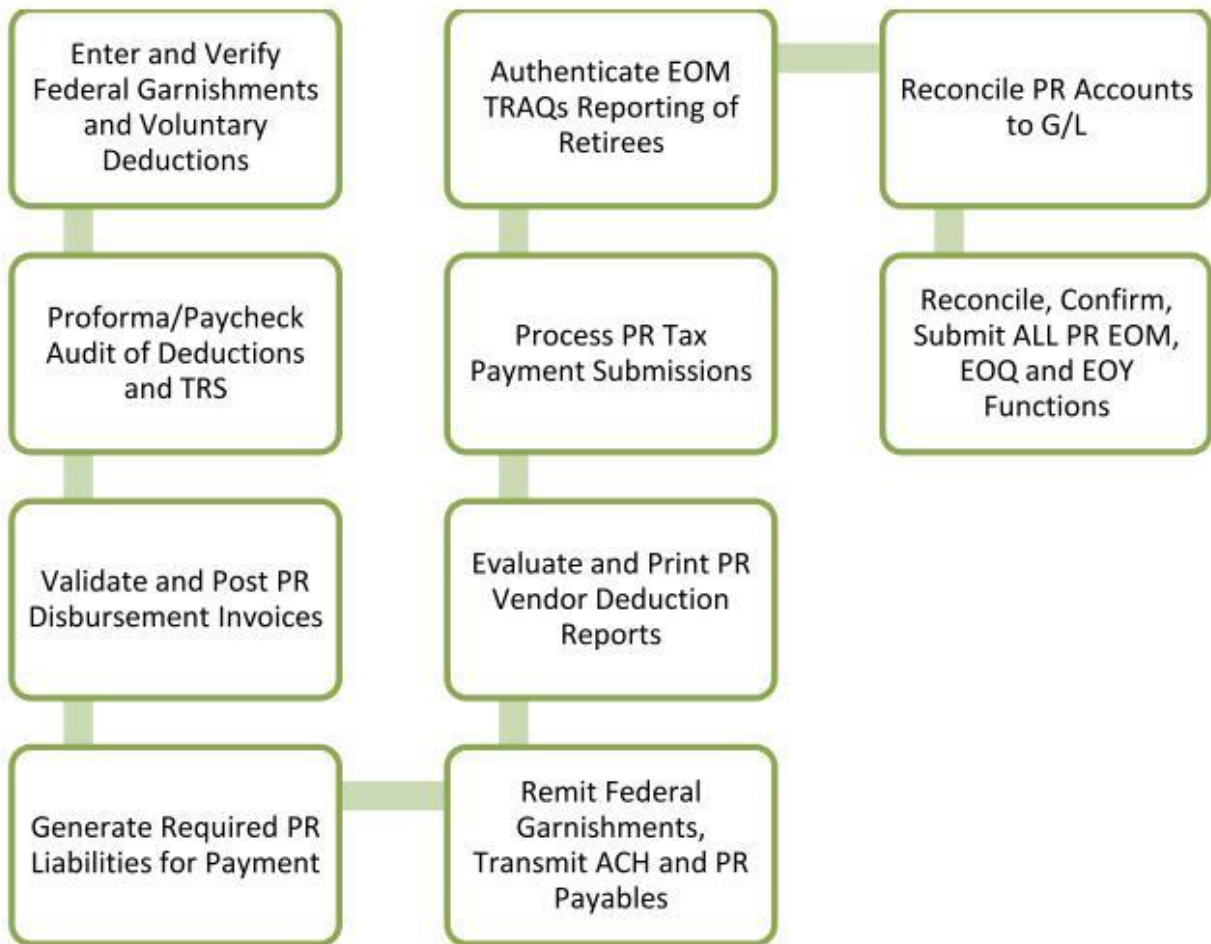 Enter and Verify
Federal Garnishments
and Voluntary
Deductions
Proforma/Paycheck
Audit of Deductions
and TRS
Validate and Post PR
Disbursement Invoices
Generate Required PR
Liabilities for Payment
Remit Federal
Garnishments,
Transmit ACH and PR
Payables
Evaluate and Print PR
Vendor Deduction
Reports
Process PR Tax
Payment Submissions
Authenticate EOM
TRAQs Reporting of
Retirees
Reconcile PR Accounts
to G/L
Reconcile, Confirm,
Submit ALL PR EOM,
EOQ and EOY
Functions